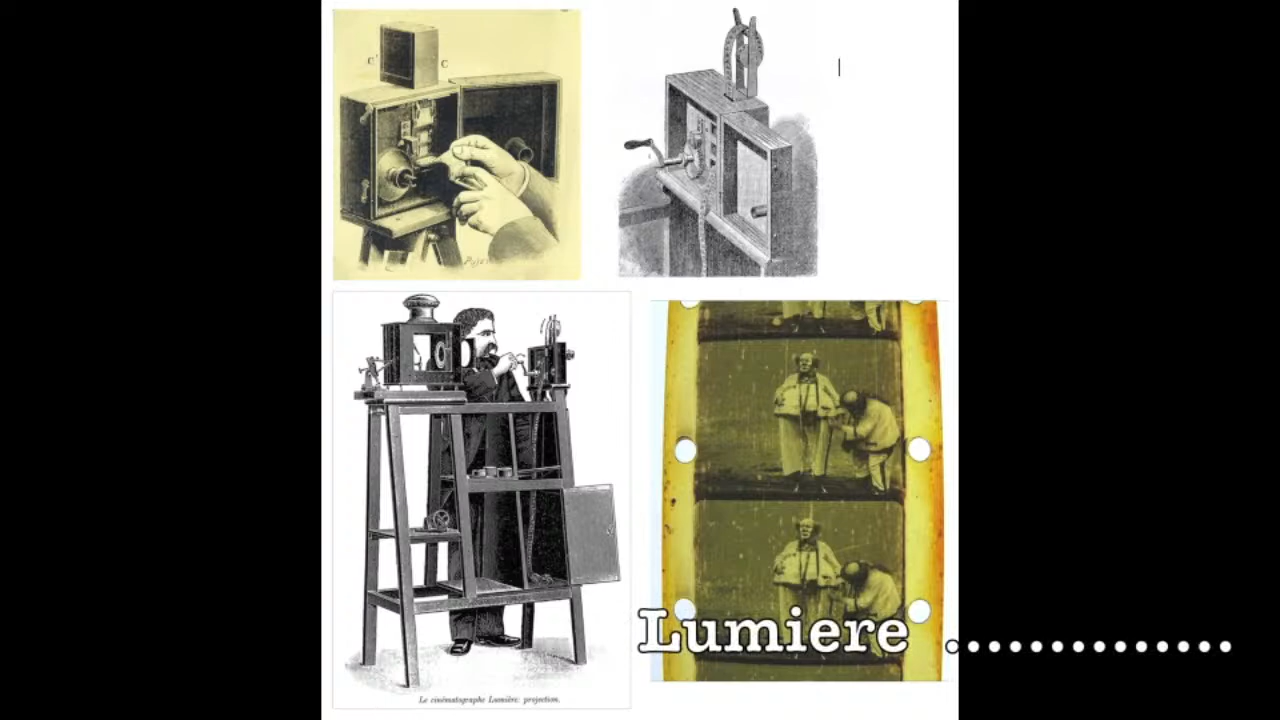 C' C
Lumiere ..............
Le cinématographe Lumière: projection.